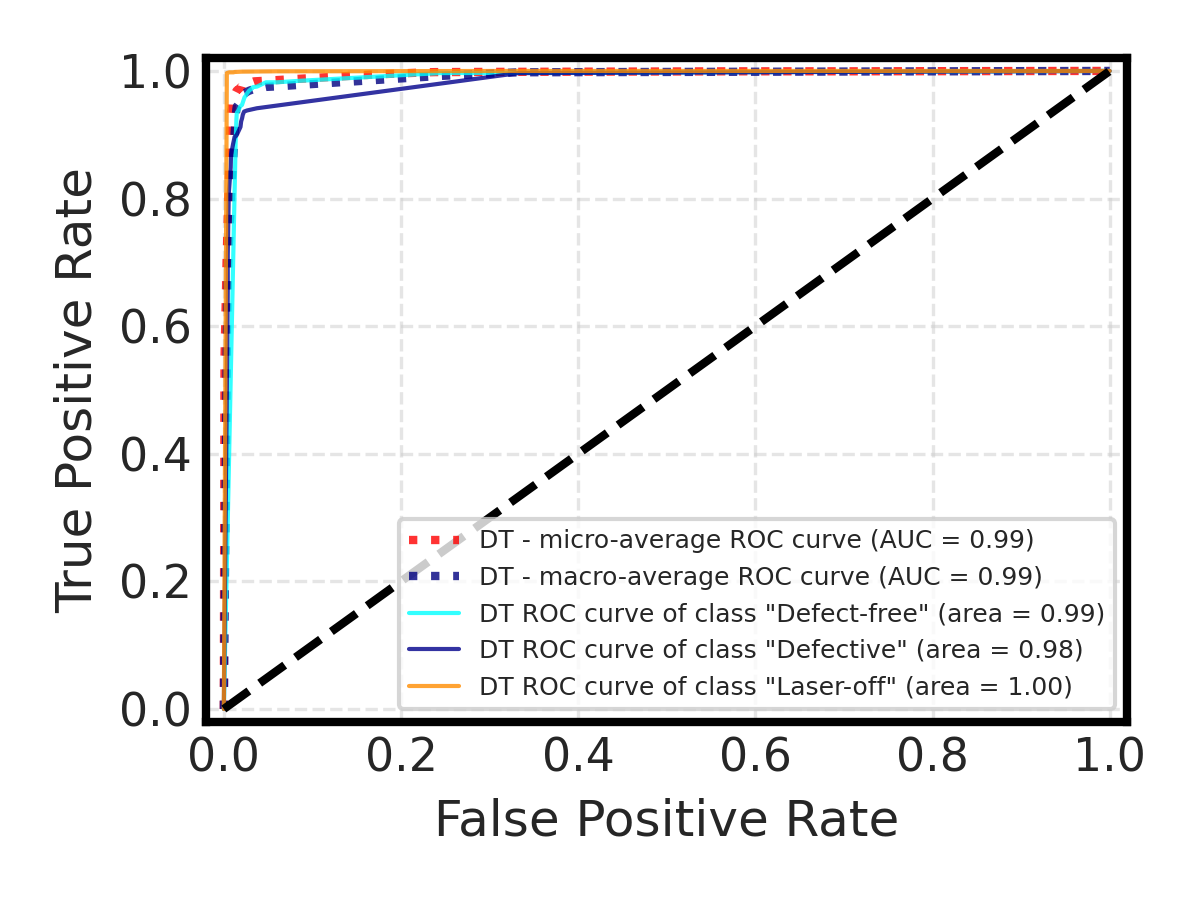 1.0
0.8
0.6
0.4
0.2
0.0
True Positive Rate
DT - micro-average ROC curve (AUC = 0.99)
DT - macro-average ROC curve (AUC = 0.99)
DT ROC curve of class "Defect-free" (area = 0.99)
DT ROC curve of class "Defective" (area = 0.98)
DT ROC curve of class "Laser-off" (area = 1.00)
0.0 0.2 0.4 0.6 0.8 1.0
False Positive Rate